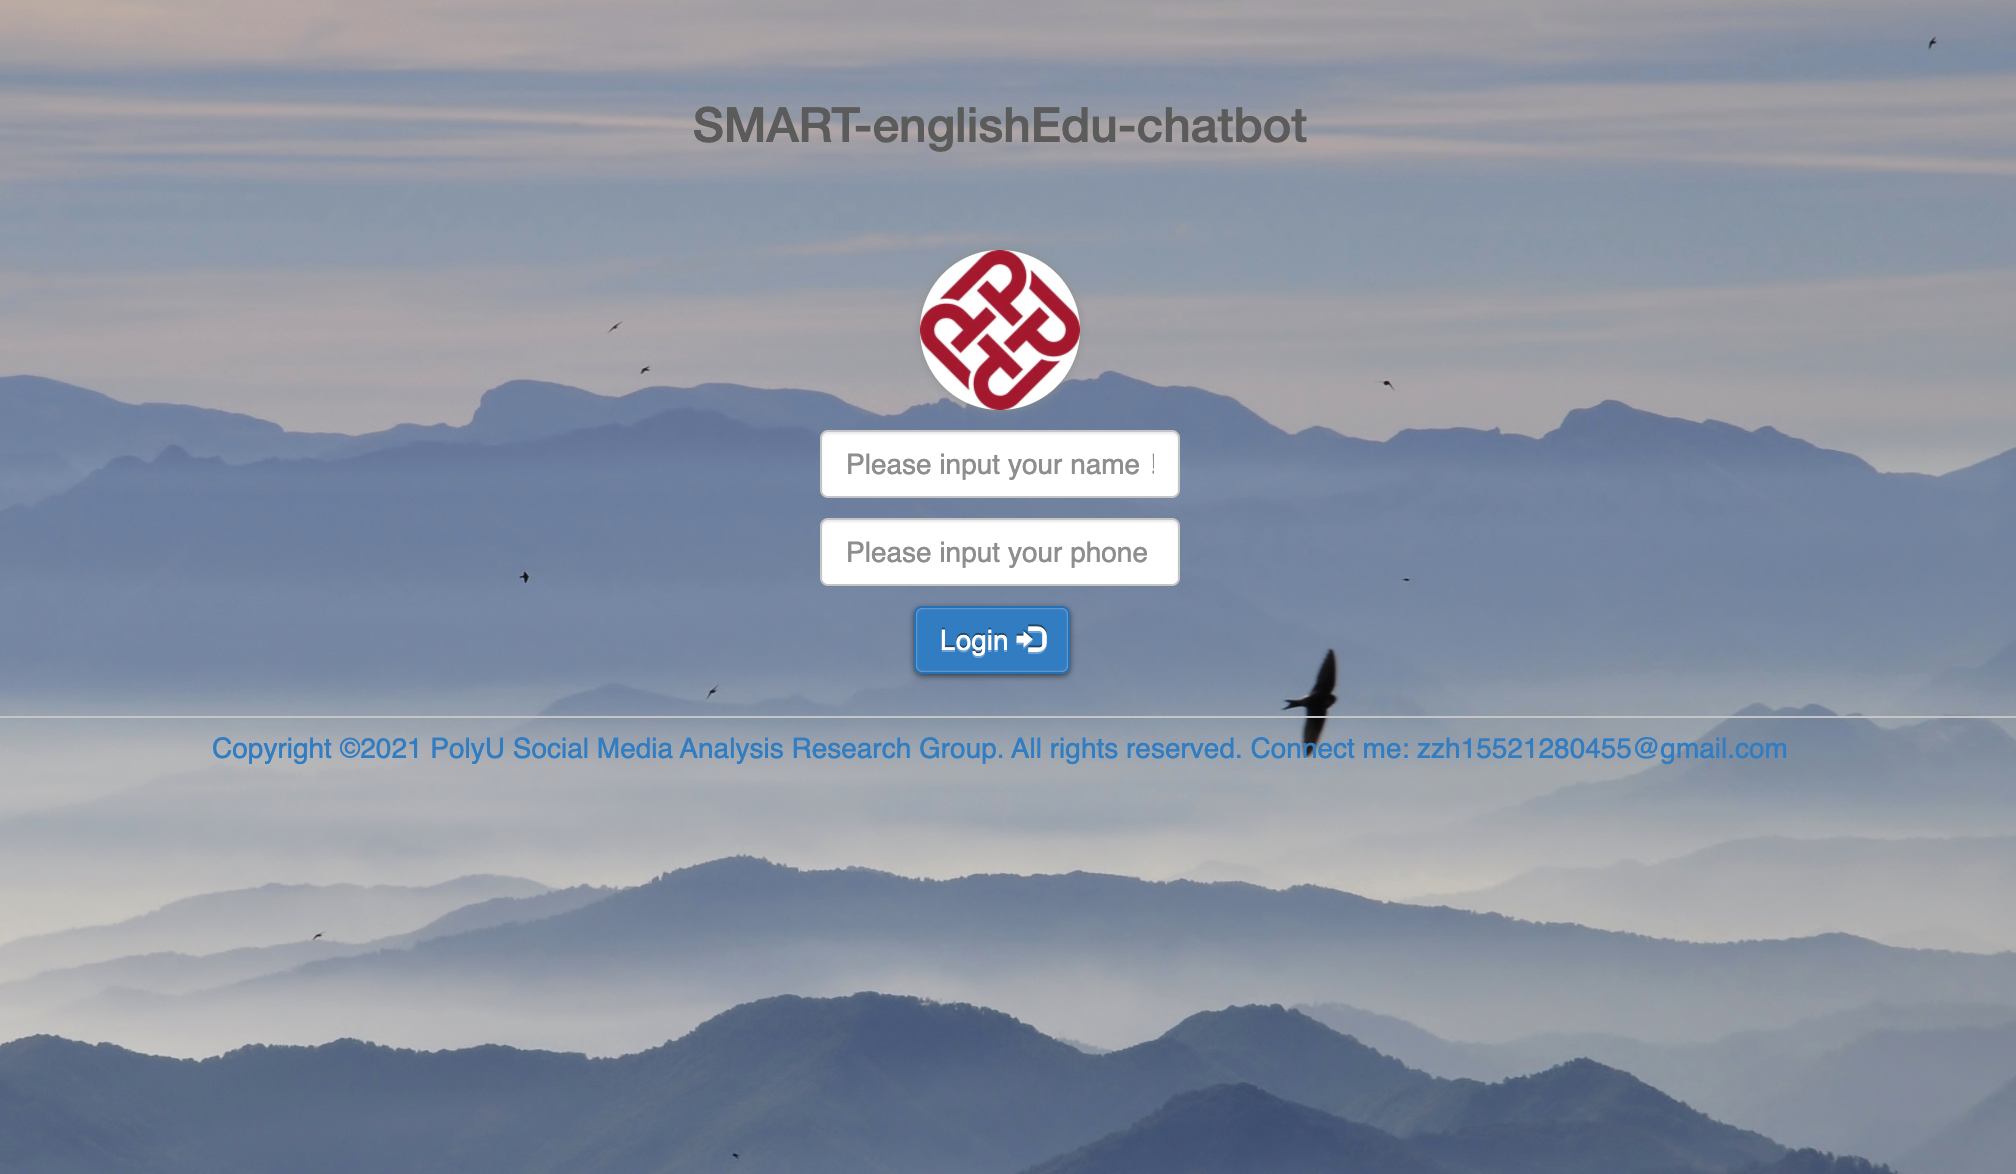 SMART-englishEdu-chatbot
Please input your name !
Please input your phone
Login
Copyright ©2021 PolyU Social Media Analysis Research Group. All rights reserved. Connect me: zzh15521280455@gmail.com